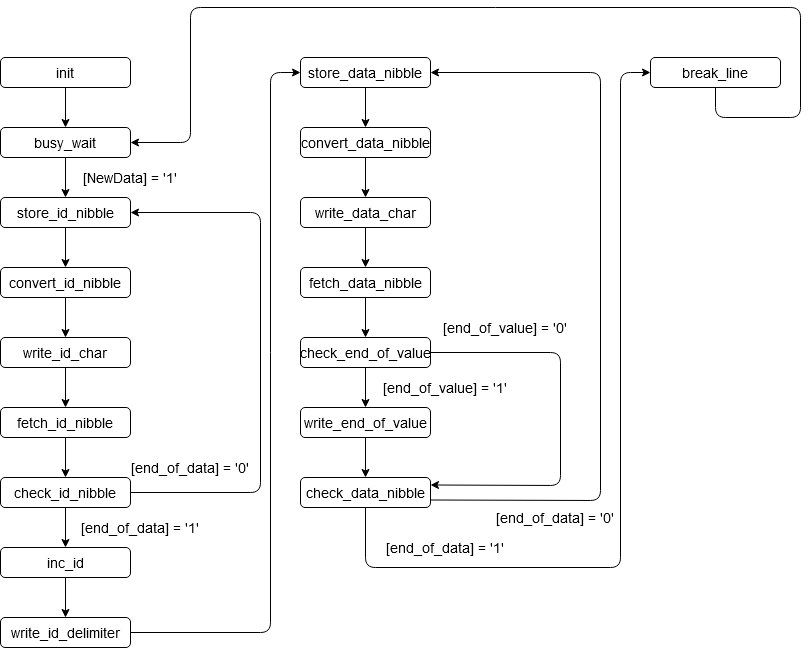 init
busy_wait
[NewData] = '1'
store_id_nibble
convert_id_nibble
write_id_char
fetch_id_nibble
[end_of_data] = '0'
check_id_nibble
[end_of_data] = '1'
inc_id
write_id_delimiter
store_data_nibble
convert_data_nibble
write_data_char
fetch_data_nibble
[end_of_value] = '0'
check_end_of_value
[end_of_value] = '1'
write_end_of_value
check_data_nibble
[end_of_data] = '0'
[end_of_data] = '1'
break_line